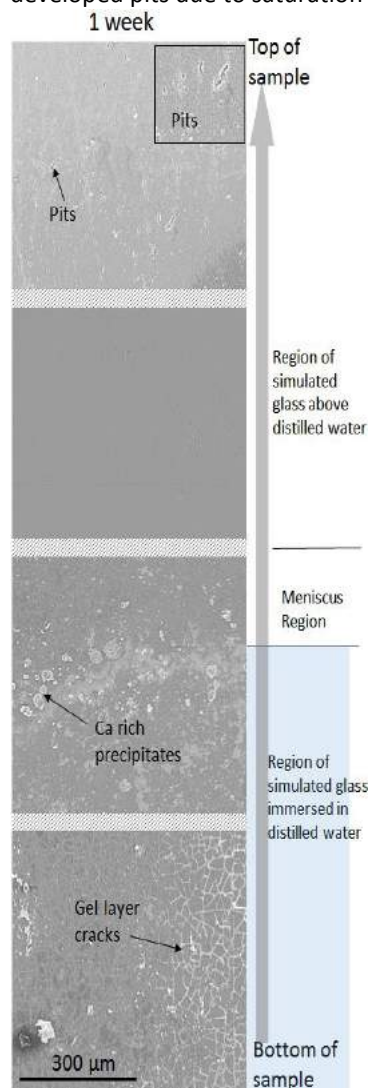 developed pits due to saturation
1 week
Top of
sample
Pits
Pits
Region of
simulated
glass above
distilled water
Meniscus
Region
Ca rich
precipitates
Region of
simulated glass
immersed in
distilled water
Gel layer
cracks
300 µm
Bottom of
sample